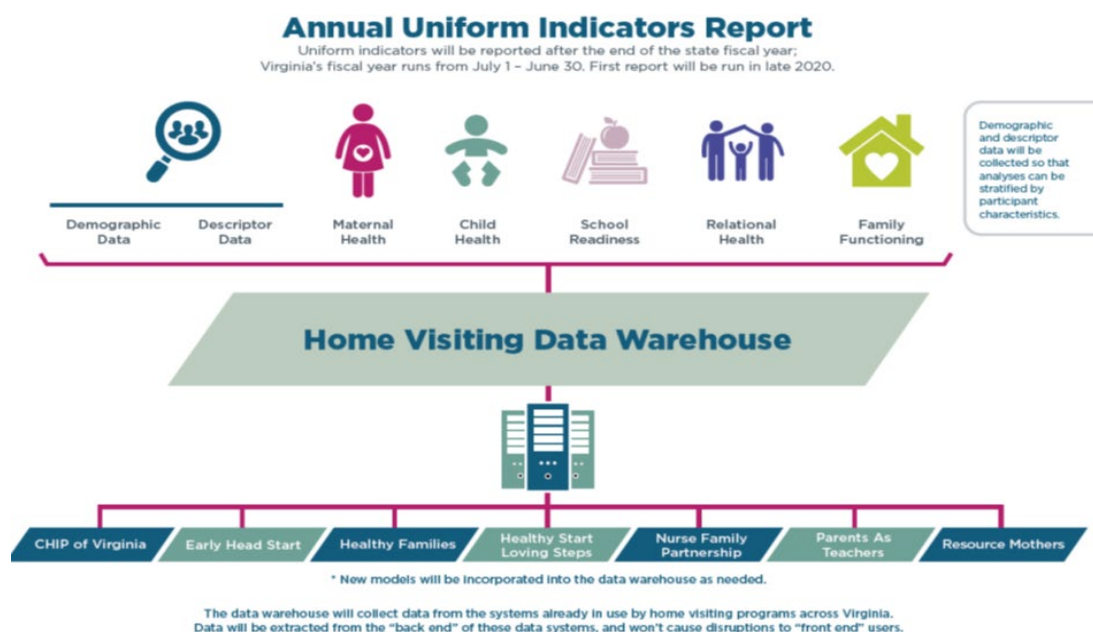 Annual Uniform Indicators Report
Uniform indicators will be reported after the end of the state fiscal year;
Virginia's fiscal year runs from July 1 – June 30. First report will be run in late 2020.
Demographic
and descriptor
data will be
collected so that
analyses can be
stratified by
participant
characteristics.
Demographic
Data
Descriptor
Data
Maternal
Health
Child
Health
School
Readiness
Relational
Health
Family
Functioning
Home Visiting Data Warehouse
CHIP of Virginia
Early Head Start
Healthy Families
Healthy Start
Loving Steps
Nurse Family
Partnership
Parents As
Teachers
Resource Mothers
* New models will be incorporated into the data warehouse as needed.
The data warehouse will collect data from the systems already in use by home visiting programs across Virginia.
Data will be extracted from the “back end” of these data systems, and won't cause disruptions to “front end” users.